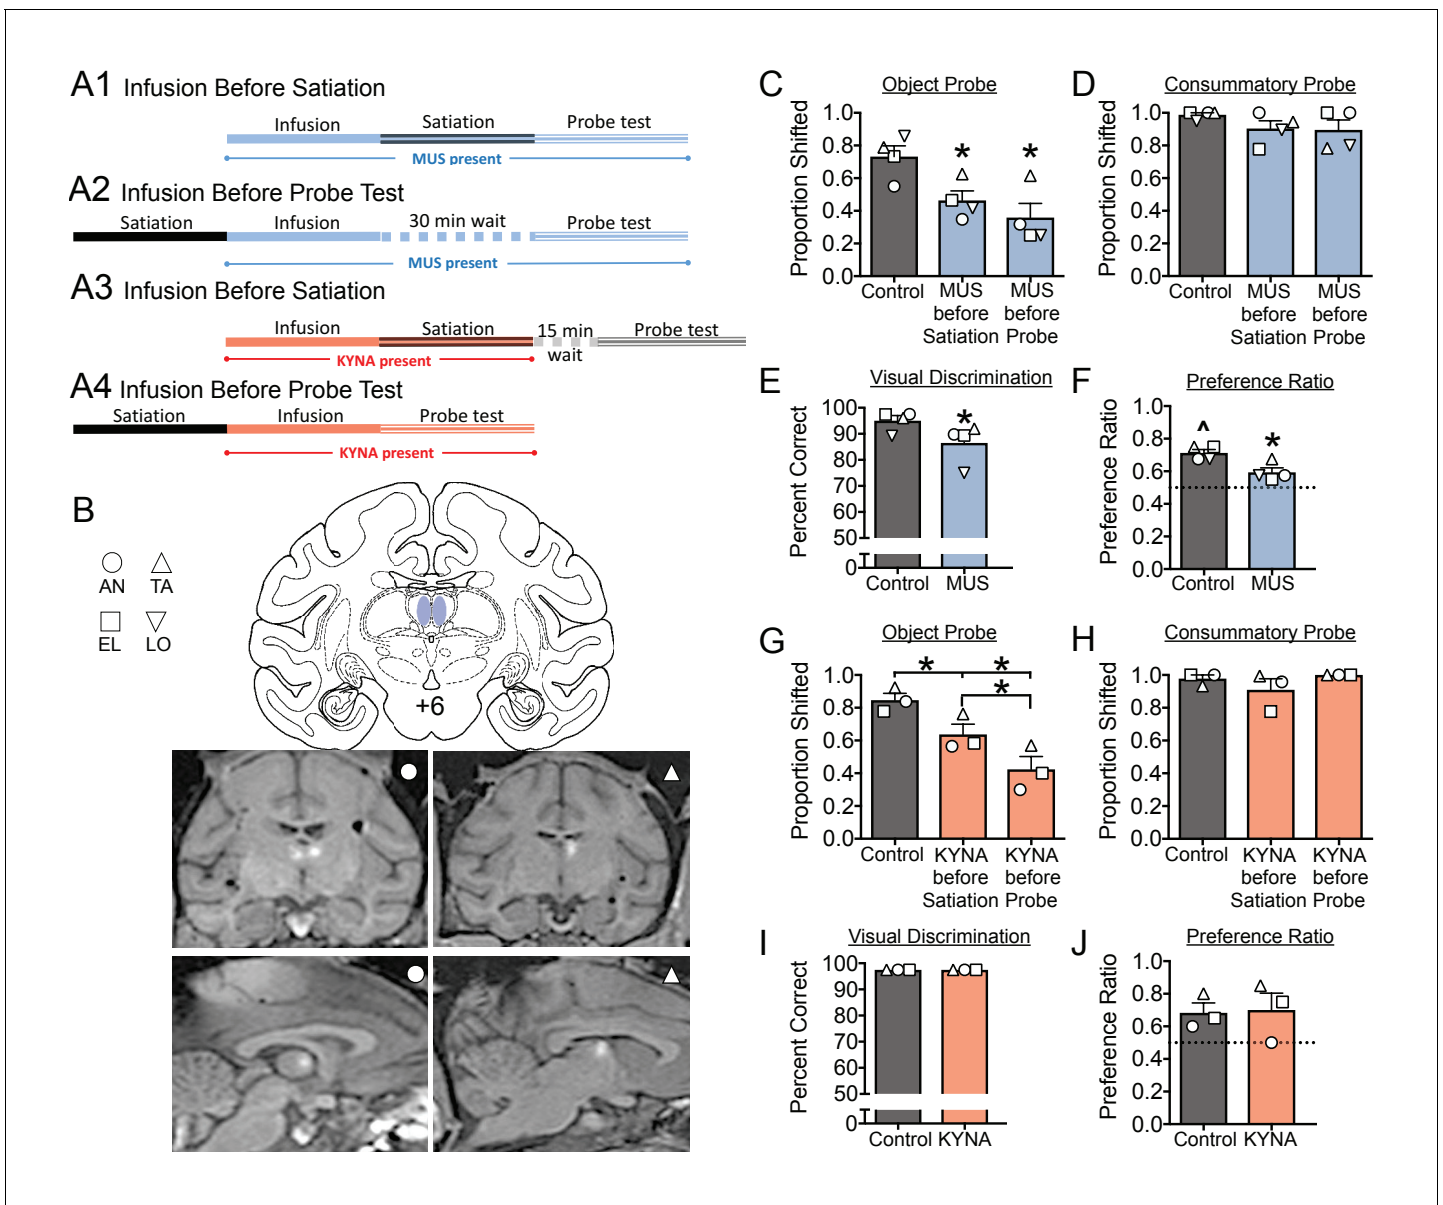 A1 Infusion Before Satiation
Infusion Satiation Probe test
MUS present
A2 Infusion Before Probe Test
Satiation Infusion 30 min wait Probe test
MUS present
A3 Infusion Before Satiation
Infusion Satiation 15 min wait Probe test
KYNA present
A4 Infusion Before Probe Test
Satiation Infusion Probe test
KYNA present
B
AN TA
EL LO
+6
C
Object Probe
Proportion Shifted
1.0
0.8
0.6
0.4
0.2
0.0
* *
Control MUS before Satiation MUS before Probe
D
Consummatory Probe
Proportion Shifted
1.0
0.8
0.6
0.4
0.2
0.0
Control MUS before Satiation MUS before Probe
E
Visual Discrimination
Percent Correct
100
90
80
70
60
50
0
*
Control MUS
F
Preference Ratio
Preference Ratio
1.0
0.8
0.6
0.4
0.2
0.0
^ *
Control MUS
G
Object Probe
Proportion Shifted
1.0
0.8
0.6
0.4
0.2
0.0
* *
*
Control KYNA before Satiation KYNA before Probe
H
Consummatory Probe
Proportion Shifted
1.0
0.8
0.6
0.4
0.2
0.0
Control KYNA before Satiation KYNA before Probe
I
Visual Discrimination
Percent Correct
100
90
80
70
60
50
0
Control KYNA
J
Preference Ratio
Preference Ratio
1.0
0.8
0.6
0.4
0.2
0.0
Control KYNA